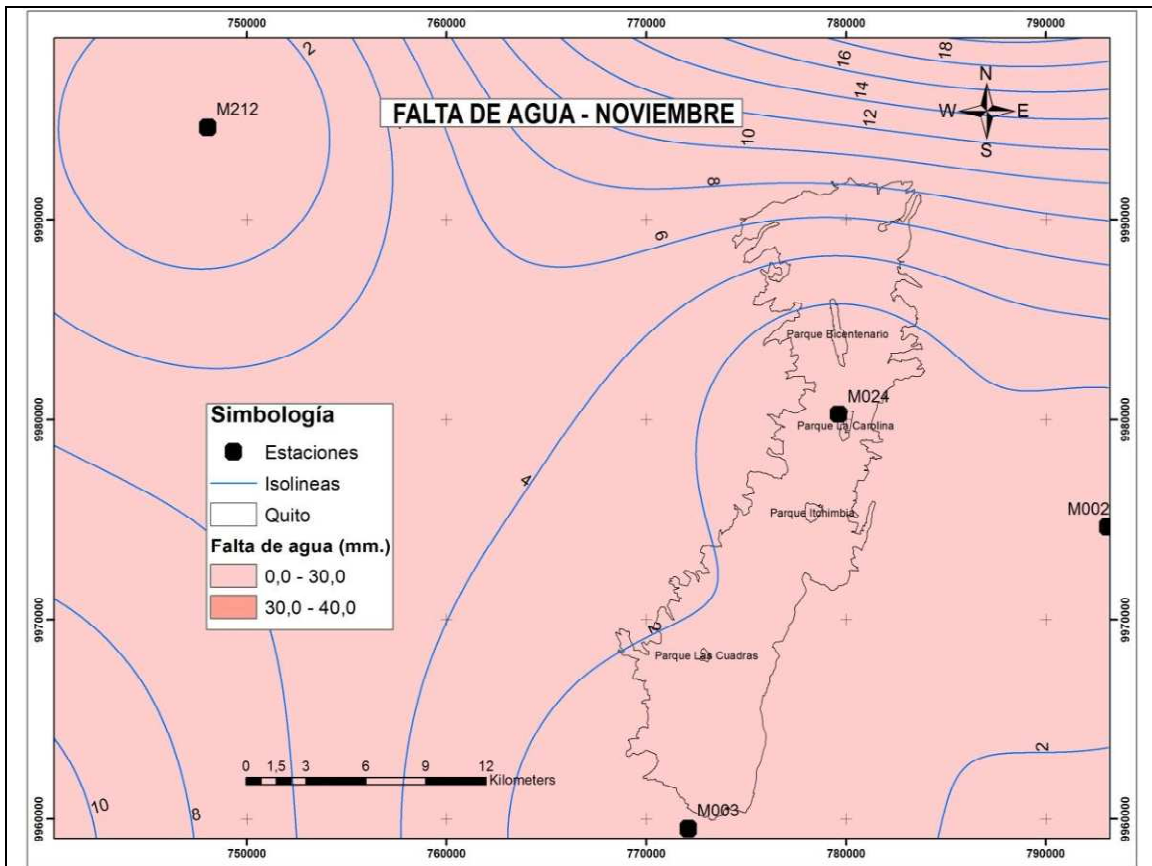 750000 760000 770000 780000 790000
2 16 18
N
M212
FALTA DE AGUA - NOVIEMBRE
14
W E
12
10
S
8
9990000 9990000
6
Parque Bicentenario
Simbología
M024
9980000 9980000
Parque La Carolina
Estaciones
4
Isolineas
M002
Quito
Parque Itchimbía
Falta de agua (mm.)
0,0 - 30,0
30,0 - 40,0
9970000 9970000
2
Parque Las Cuadras
2
0 1,5 3 6 9 12
Kilometers
10 8
M003
9960000 9960000
750000 760000 770000 780000 790000